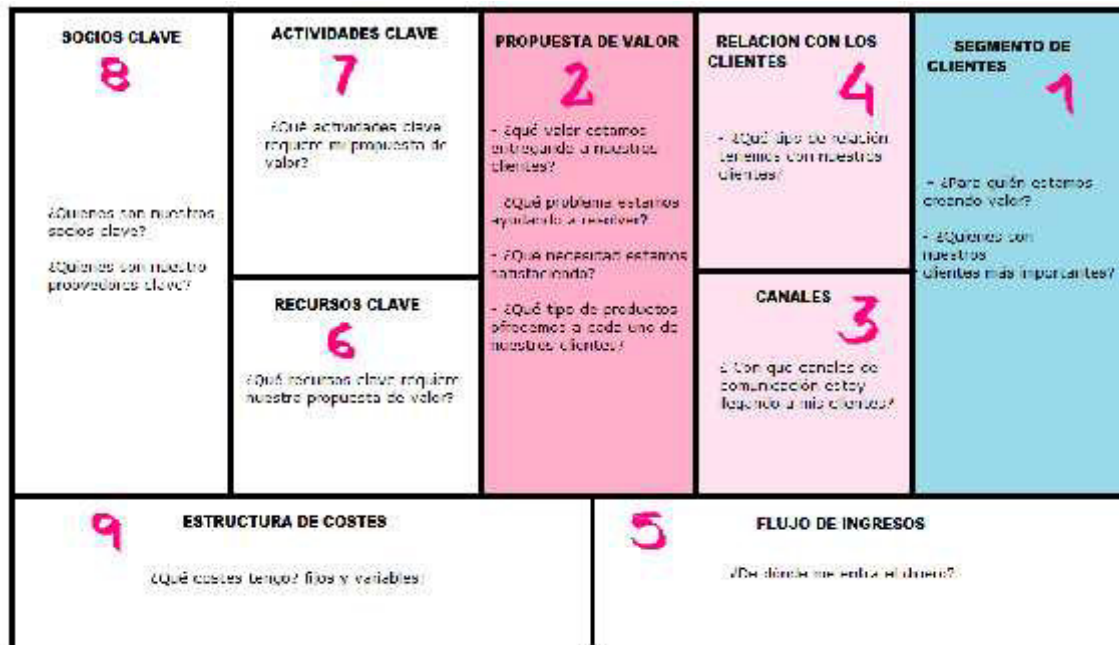 SOCIOS CLAVE
8
¿Quienes son nuestros
socios clave?
¿Quienes son nuestro
proovedores clave?
ACTIVIDADES CLAVE
7
¿Qué actividades clave
requiere mi propuesta de
valor?
RECURSOS CLAVE
6
¿Qué recursos clave requiere
nuestra propuesta de valor?
PROPUESTA DE VALOR
2
- ¿qué valor estamos
entregando a nuestros
clientes?
- ¿Qué problema estamos
ayudando a resolver?
- ¿Que necesidad estamos
satisfaciendo?
- ¿Qué tipo de productos
ofrecemos a cada uno de
nuestros clientes?
RELACION CON LOS
CLIENTES
4
- ¿Qué tipo de relación
tenemos con nuestros
clientes?
CANALES
3
¿ Con que canales de
comunicación estoy
llegando a mis clientes?
SEGMENTO DE
CLIENTES
1
- ¿Para quién estamos
creando valor?
- ¿Quienes son
nuestros
clientes más importantes?
9
ESTRUCTURA DE COSTES
¿Qué costes tengo? fijos y variables
5
FLUJO DE INGRESOS
¿De dónde me entra el dinero?